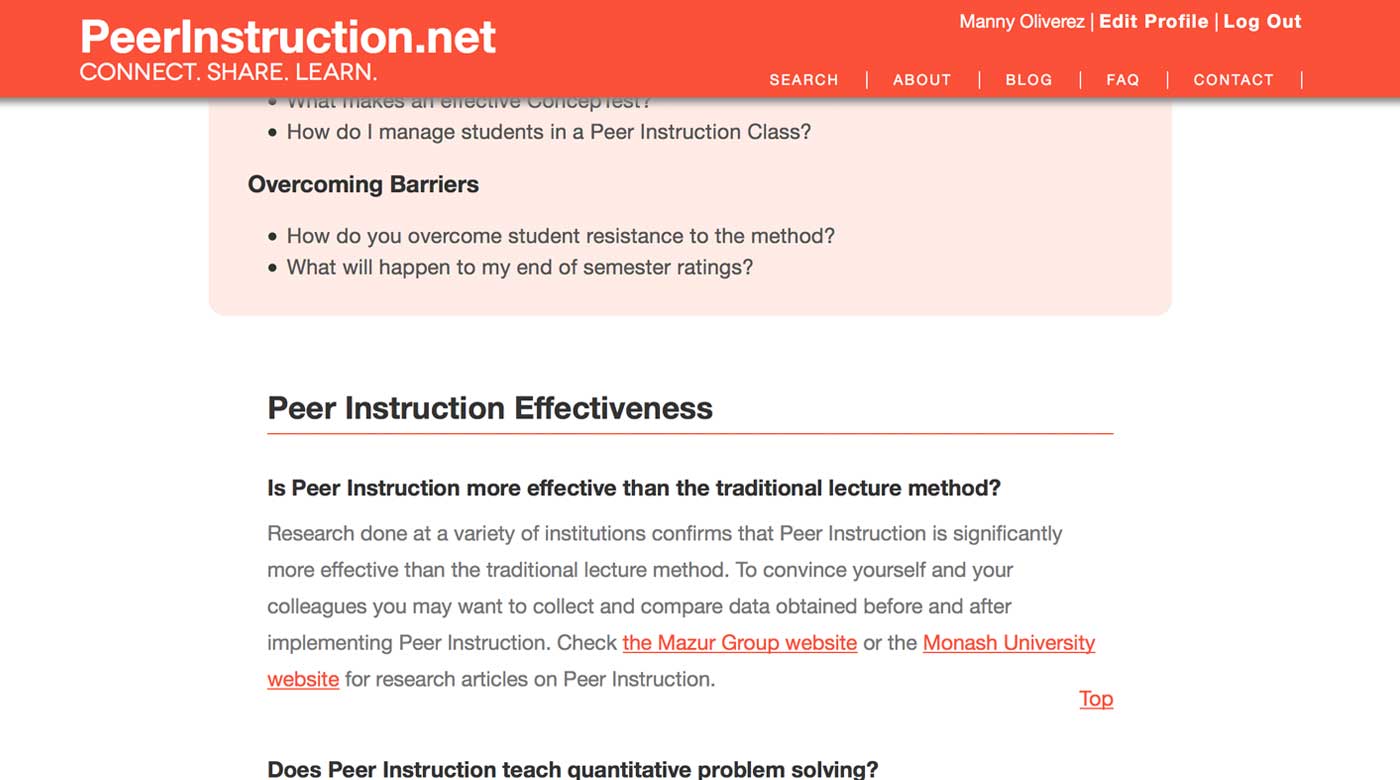 PeerInstruction.net
CONNECT. SHARE. LEARN.
Manny Oliverez | Edit Profile | Log Out
SEARCH | ABOUT | BLOG | FAQ | CONTACT |
• What makes an effective ConcepTest?
• How do I manage students in a Peer Instruction Class?
Overcoming Barriers
• How do you overcome student resistance to the method?
• What will happen to my end of semester ratings?
Peer Instruction Effectiveness
Is Peer Instruction more effective than the traditional lecture method?
Research done at a variety of institutions confirms that Peer Instruction is significantly
more effective than the traditional lecture method. To convince yourself and your
colleagues you may want to collect and compare data obtained before and after
implementing Peer Instruction. Check the Mazur Group website or the Monash University
website for research articles on Peer Instruction.
Top
Does Peer Instruction teach quantitative problem solving?